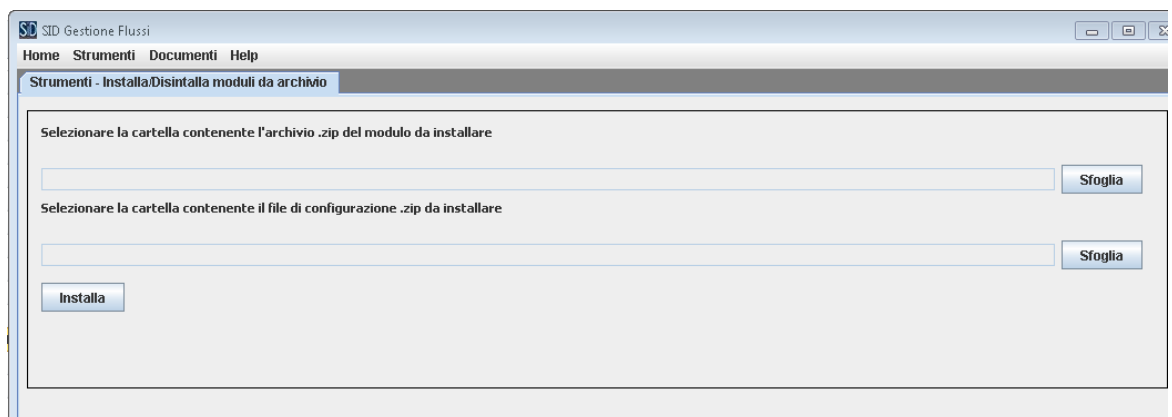 SID SID Gestione Flussi
Home Strumenti Documenti Help
Strumenti - Installa/Disintalla moduli da archivio
Selezionare la cartella contenente l'archivio .zip del modulo da installare
Sfoglia
Selezionare la cartella contenente il file di configurazione .zip da installare
Sfoglia
Installa